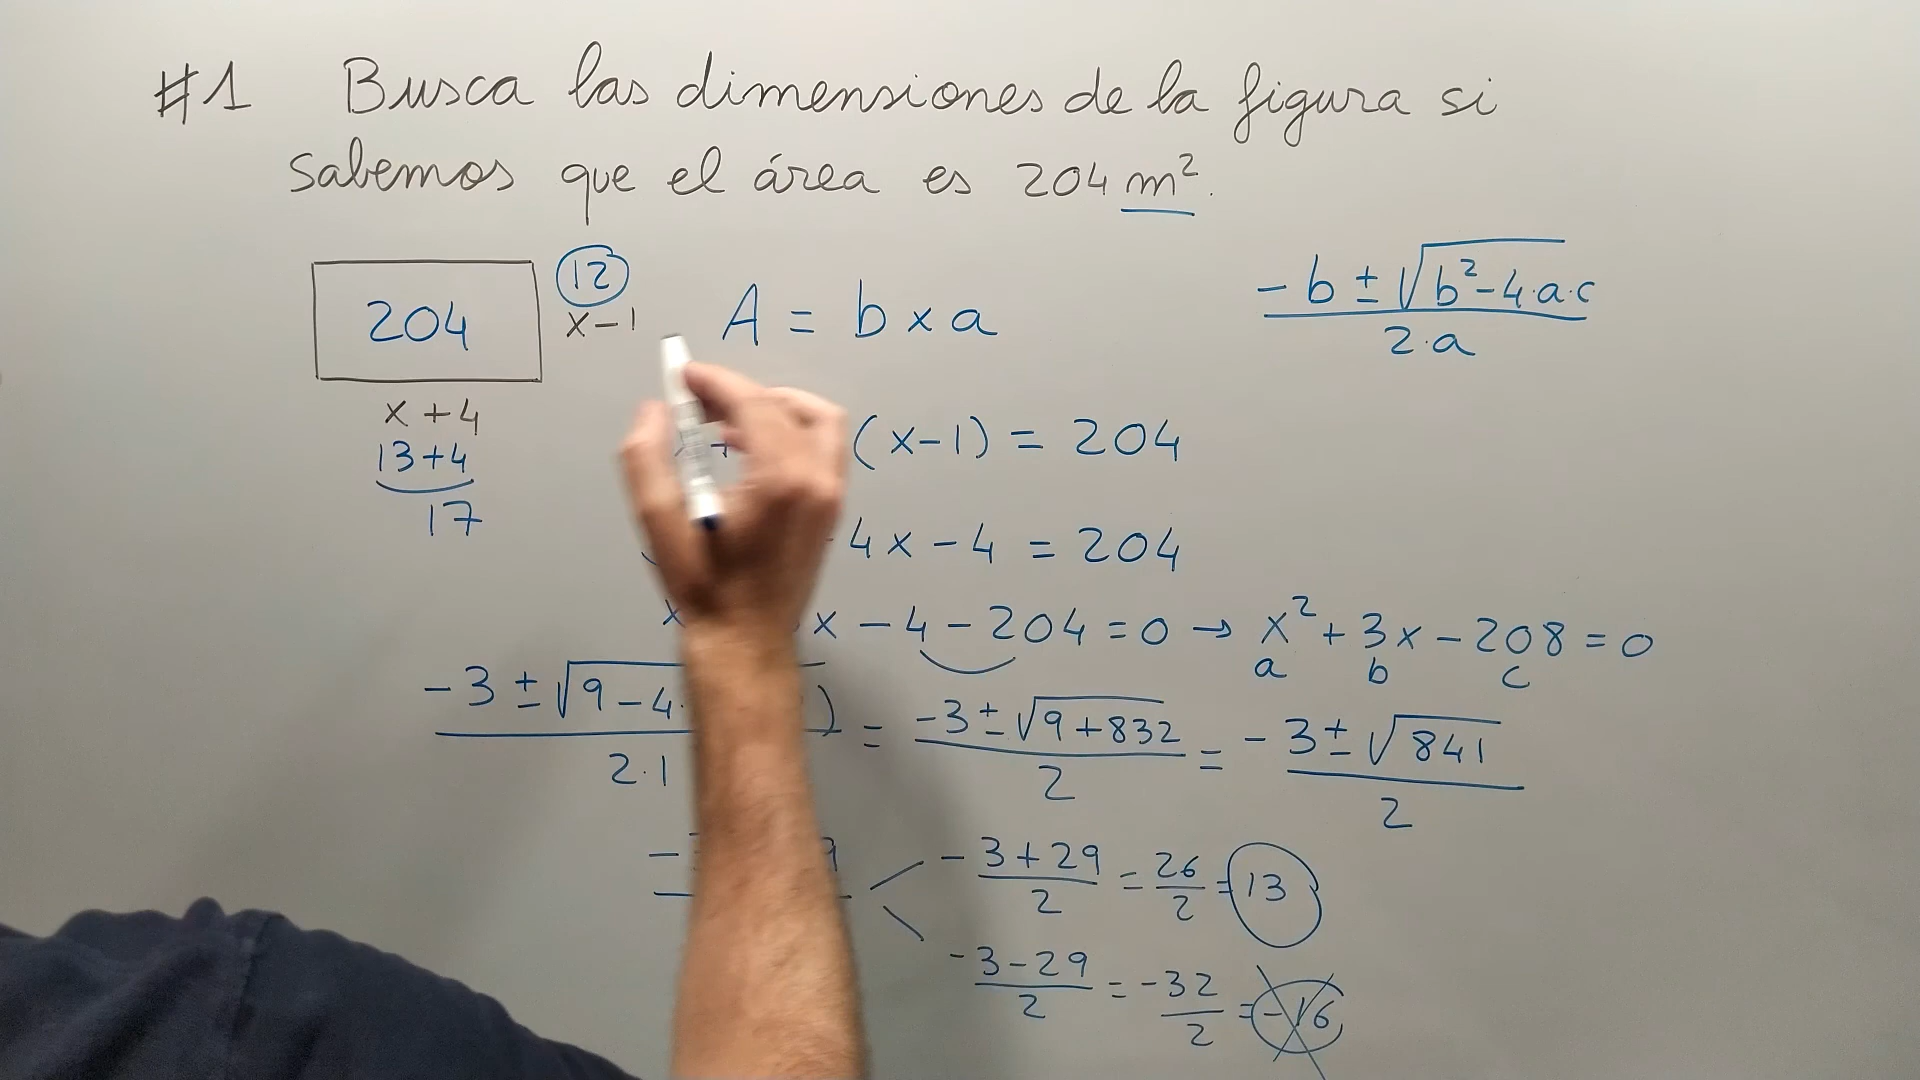 #1 Busca las dimensiones de la figura si
sabemos que el área es 204 m².
204
12
x-1
x+4
13+4
17
A = b x a
-b ± √b²-4·a·c
2·a
(x-1) = 204
4x - 4 = 204
x - 4 - 204 = 0 → x² + 3x - 208 = 0
a b c
-3 ± √9-4 ) = -3 ± √9+832 = -3 ± √841
2·1 2 2
-3+29 = 26 = 13
2 2
-3-29 = -32 = -16
2 2